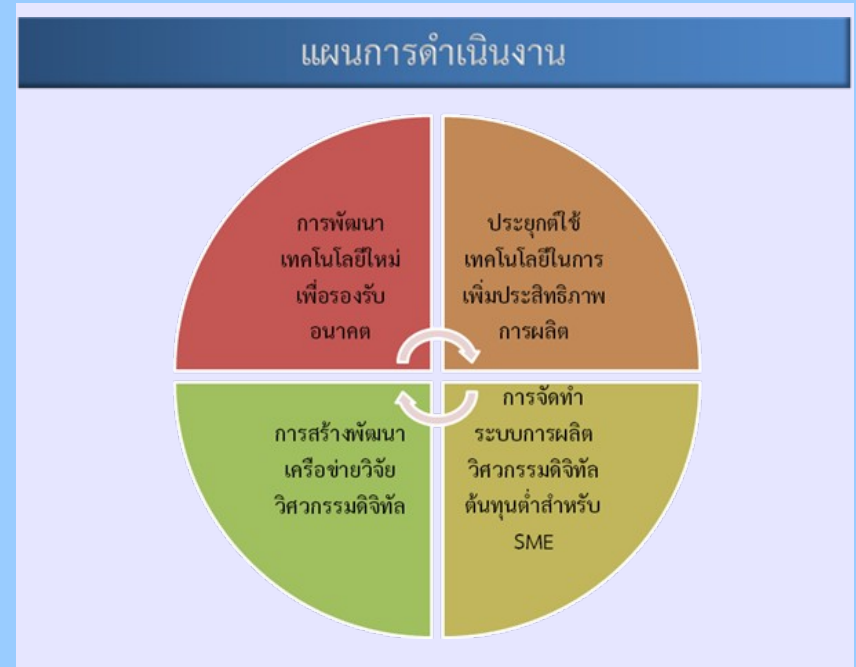 แผนการดำเนินงาน
การพัฒนา
เทคโนโลยีใหม่
เพื่อรองรับ
อนาคต
ประยุกต์ใช้
เทคโนโลยีในการ
เพิ่มประสิทธิภาพ
การผลิต
การสร้างพัฒนา
เครือข่ายวิจัย
วิศวกรรมดิจิทัล
การจัดทำ
ระบบการผลิต
วิศวกรรมดิจิทัล
ต้นทุนต่ำสำหรับ
SME